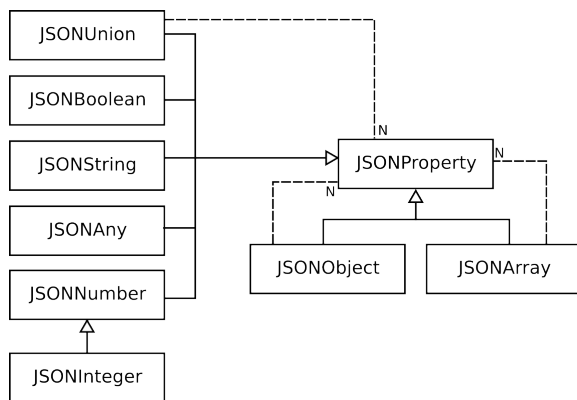 JSONUnion
JSONBoolean
JSONString
JSONAny
JSONNumber
JSONInteger
N
JSONProperty
N
N
JSONObject
JSONArray